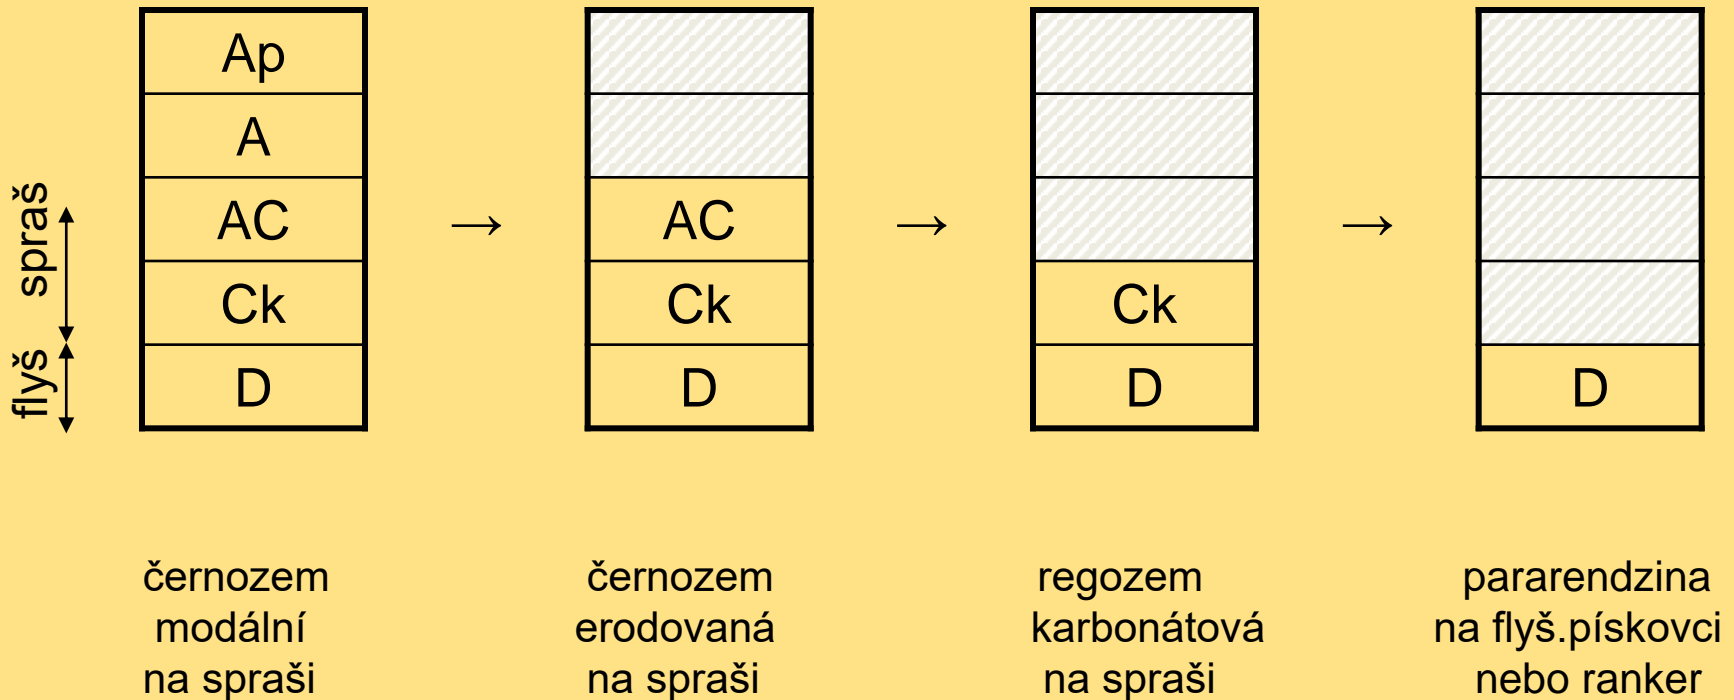 Ap
A
AC
Ck
D
spraš
flyš
→
AC
Ck
D
→
Ck
D
→
D
černozem
modální
na spraši
černozem
erodovaná
na spraši
regozem
karbonátová
na spraši
pararendzina
na flyš.pískovci
nebo ranker